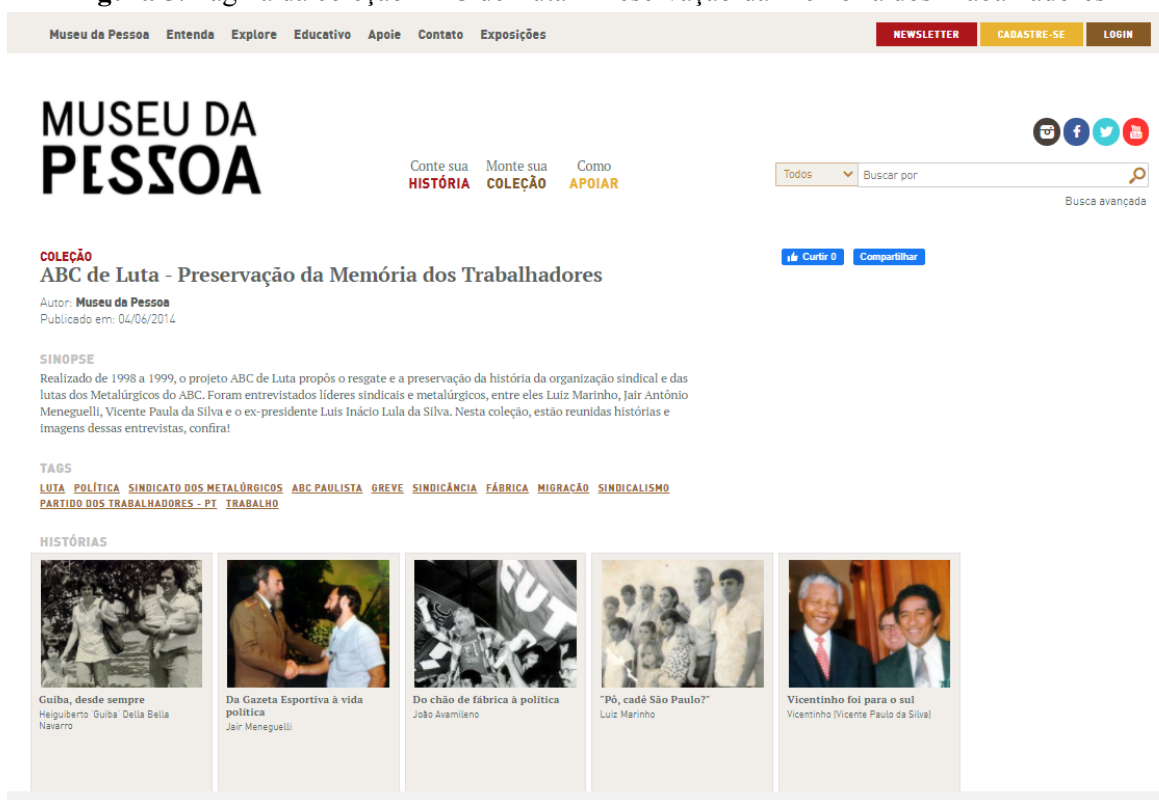 Museu da Pessoa Entenda Explore Educativo Apoie Contato Exposições
NEWSLETTER CADASTRE-SE LOGIN
MUSEU DA
PESSOA
Conte sua Monte sua Como
HISTÓRIA COLEÇÃO APOIAR
Todos Buscar por
Busca avançada
COLEÇÃO
ABC de Luta - Preservação da Memória dos Trabalhadores
Curtir 0 Compartilhar
Autor: Museu da Pessoa
Publicado em: 04/06/2014
SINOPSE
Realizado de 1998 a 1999, o projeto ABC de Luta propôs o resgate e a preservação da história da organização sindical e das
lutas dos Metalúrgicos do ABC. Foram entrevistados líderes sindicais e metalúrgicos, entre eles Luiz Marinho, Jair Antônio
Meneguelli, Vicente Paula da Silva e o ex-presidente Luis Inácio Lula da Silva. Nesta coleção, estão reunidas histórias e
imagens dessas entrevistas, confira!
TAGS
LUTA POLÍTICA SINDICATO DOS METALÚRGICOS ABC PAULISTA GREVE SINDICÂNCIA FÁBRICA MIGRAÇÃO SINDICALISMO
PARTIDO DOS TRABALHADORES - PT TRABALHO
HISTÓRIAS
CUT
Guiba, desde sempre
Heiguiberto 'Guiba' Della Bella
Navarro
Da Gazeta Esportiva à vida
política
Jair Meneguelli
Do chão de fábrica à política
João Avamileno
"Pô, cadê São Paulo?"
Luiz Marinho
Vicentinho foi para o sul
Vicentinho (Vicente Paulo da Silva)